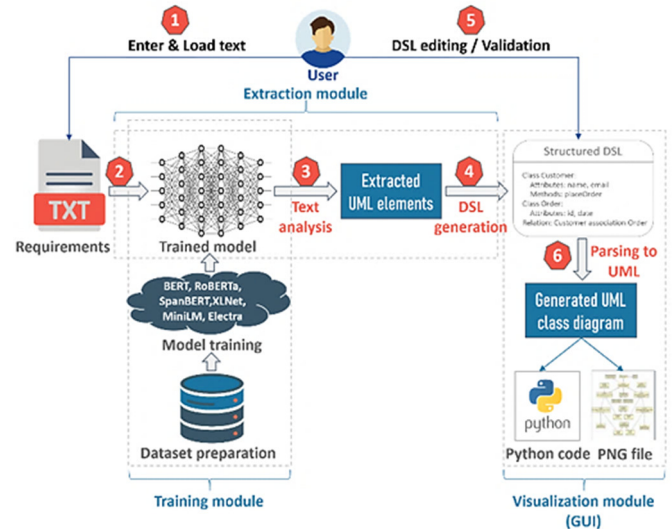 1
5
Enter & Load text
DSL editing / Validation
User
Extraction module
2
3
4
Structured DSL
Class Customer:
Attributes: name, email
Methods: placeOrder
Class Order:
Attributes: id, date
Relation: Customer association Order
TXT
Requirements
Trained model
Text
analysis
Extracted
UML elements
DSL
generation
6
Parsing to
UML
BERT, RoBERTa,
SpanBERT,XLNet,
MiniLM, Electra
Model training
Generated UML
class diagram
Dataset preparation
python
Python code
PNG file
Training module
Visualization module
(GUI)